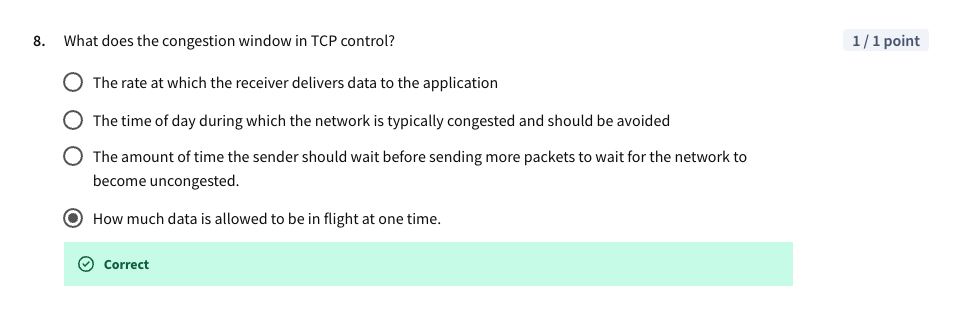 8. What does the congestion window in TCP control?
1 / 1 point
The rate at which the receiver delivers data to the application
The time of day during which the network is typically congested and should be avoided
The amount of time the sender should wait before sending more packets to wait for the network to
become uncongested.
How much data is allowed to be in flight at one time.
Correct